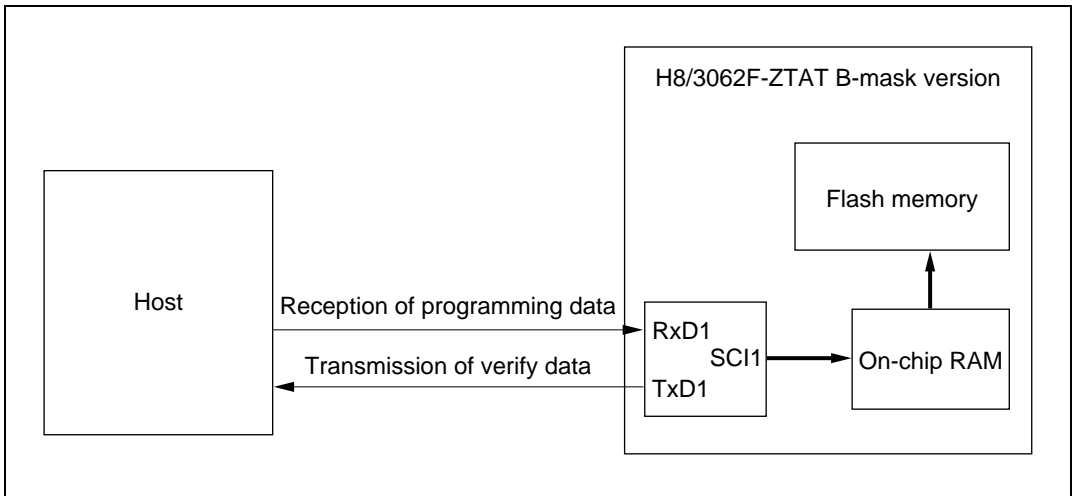 H8/3062F-ZTAT B-mask version
Flash memory
Host
Reception of programming data
RxD1
SCI1
On-chip RAM
Transmission of verify data
TxD1